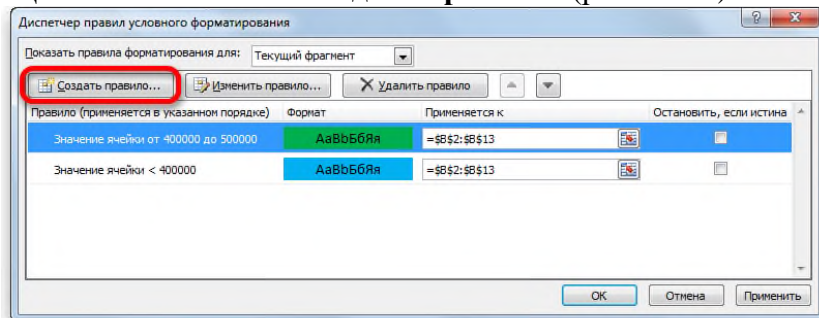 Диспетчер правил условного форматирования
Показать правила форматирования для: Текущий фрагмент
Создать правило... Изменить правило... Удалить правило
Правило (применяется в указанном порядке) Формат Применяется к Остановить, если истина
Значение ячейки от 400000 до 500000 АаВbБбЯя =$B$2:$B$13
Значение ячейки < 400000 АаВbБбЯя =$B$2:$B$13
ОК Отмена Применить